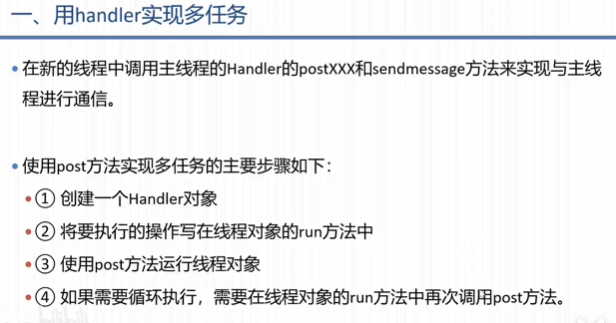 一、用handler实现多任务
•在新的线程中调用主线程的Handler的postXXX和sendmessage方法来实现与主线
程进行通信。
•使用post方法实现多任务的主要步骤如下：
•① 创建一个Handler对象
•② 将要执行的操作写在线程对象的run方法中
•③ 使用post方法运行线程对象
•④ 如果需要循环执行，需要在线程对象的run方法中再次调用post方法。